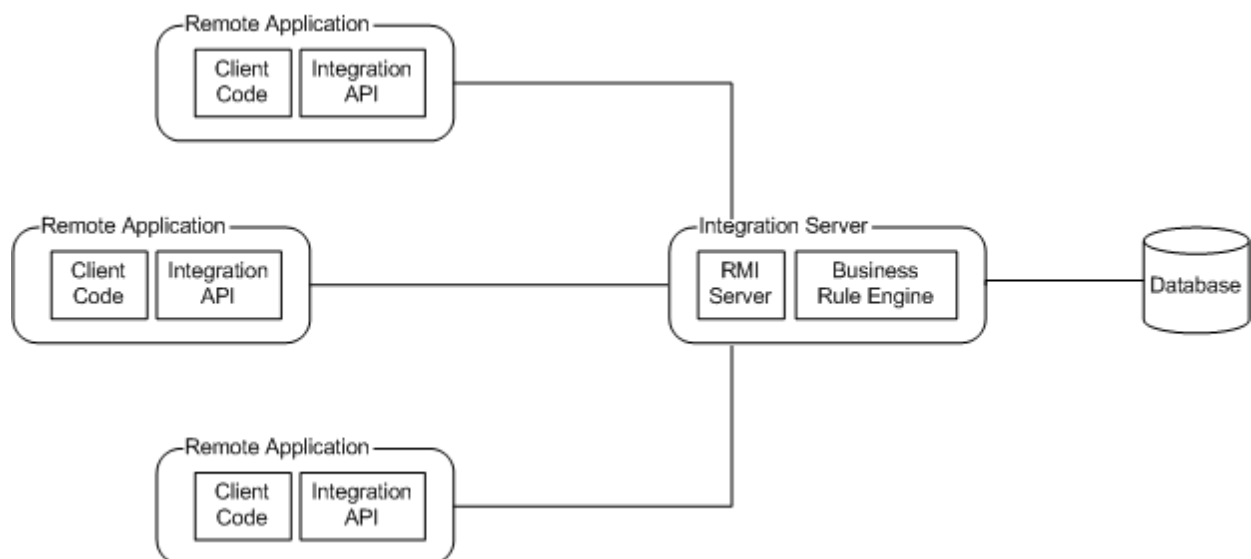 Remote Application
Client
Code
Integration
API
Remote Application
Client
Code
Integration
API
Integration Server
RMI
Server
Business
Rule Engine
Database
Remote Application
Client
Code
Integration
API